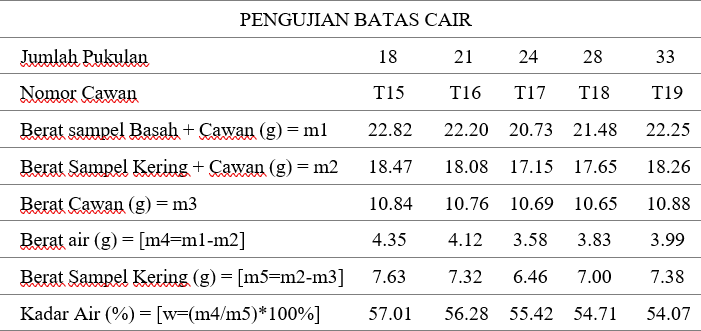 PENGUJIAN BATAS CAIR
Jumlah Pukulan 18 21 24 28 33
Nomor Cawan T15 T16 T17 T18 T19
Berat sampel Basah + Cawan (g) = m1 22.82 22.20 20.73 21.48 22.25
Berat Sampel Kering + Cawan (g) = m2 18.47 18.08 17.15 17.65 18.26
Berat Cawan (g) = m3 10.84 10.76 10.69 10.65 10.88
Berat air (g) = [m4=m1-m2] 4.35 4.12 3.58 3.83 3.99
Berat Sampel Kering (g) = [m5=m2-m3] 7.63 7.32 6.46 7.00 7.38
Kadar Air (%) = [w=(m4/m5)*100%] 57.01 56.28 55.42 54.71 54.07